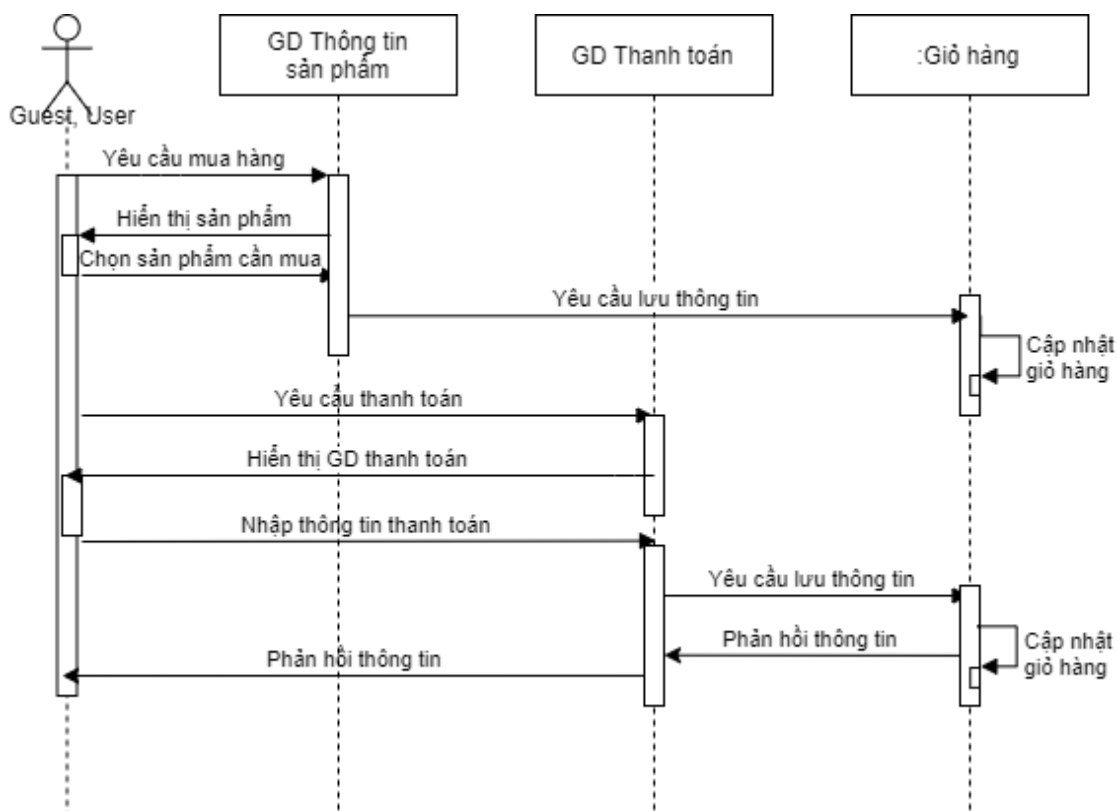 GD Thông tin
sản phẩm
GD Thanh toán
:Giỏ hàng
Guest, User
Yêu cầu mua hàng
Hiển thị sản phẩm
Chọn sản phẩm cần mua
Yêu cầu lưu thông tin
Cập nhật
giỏ hàng
Yêu cầu thanh toán
Hiển thị GD thanh toán
Nhập thông tin thanh toán
Yêu cầu lưu thông tin
Phản hồi thông tin
Cập nhật
giỏ hàng
Phản hồi thông tin